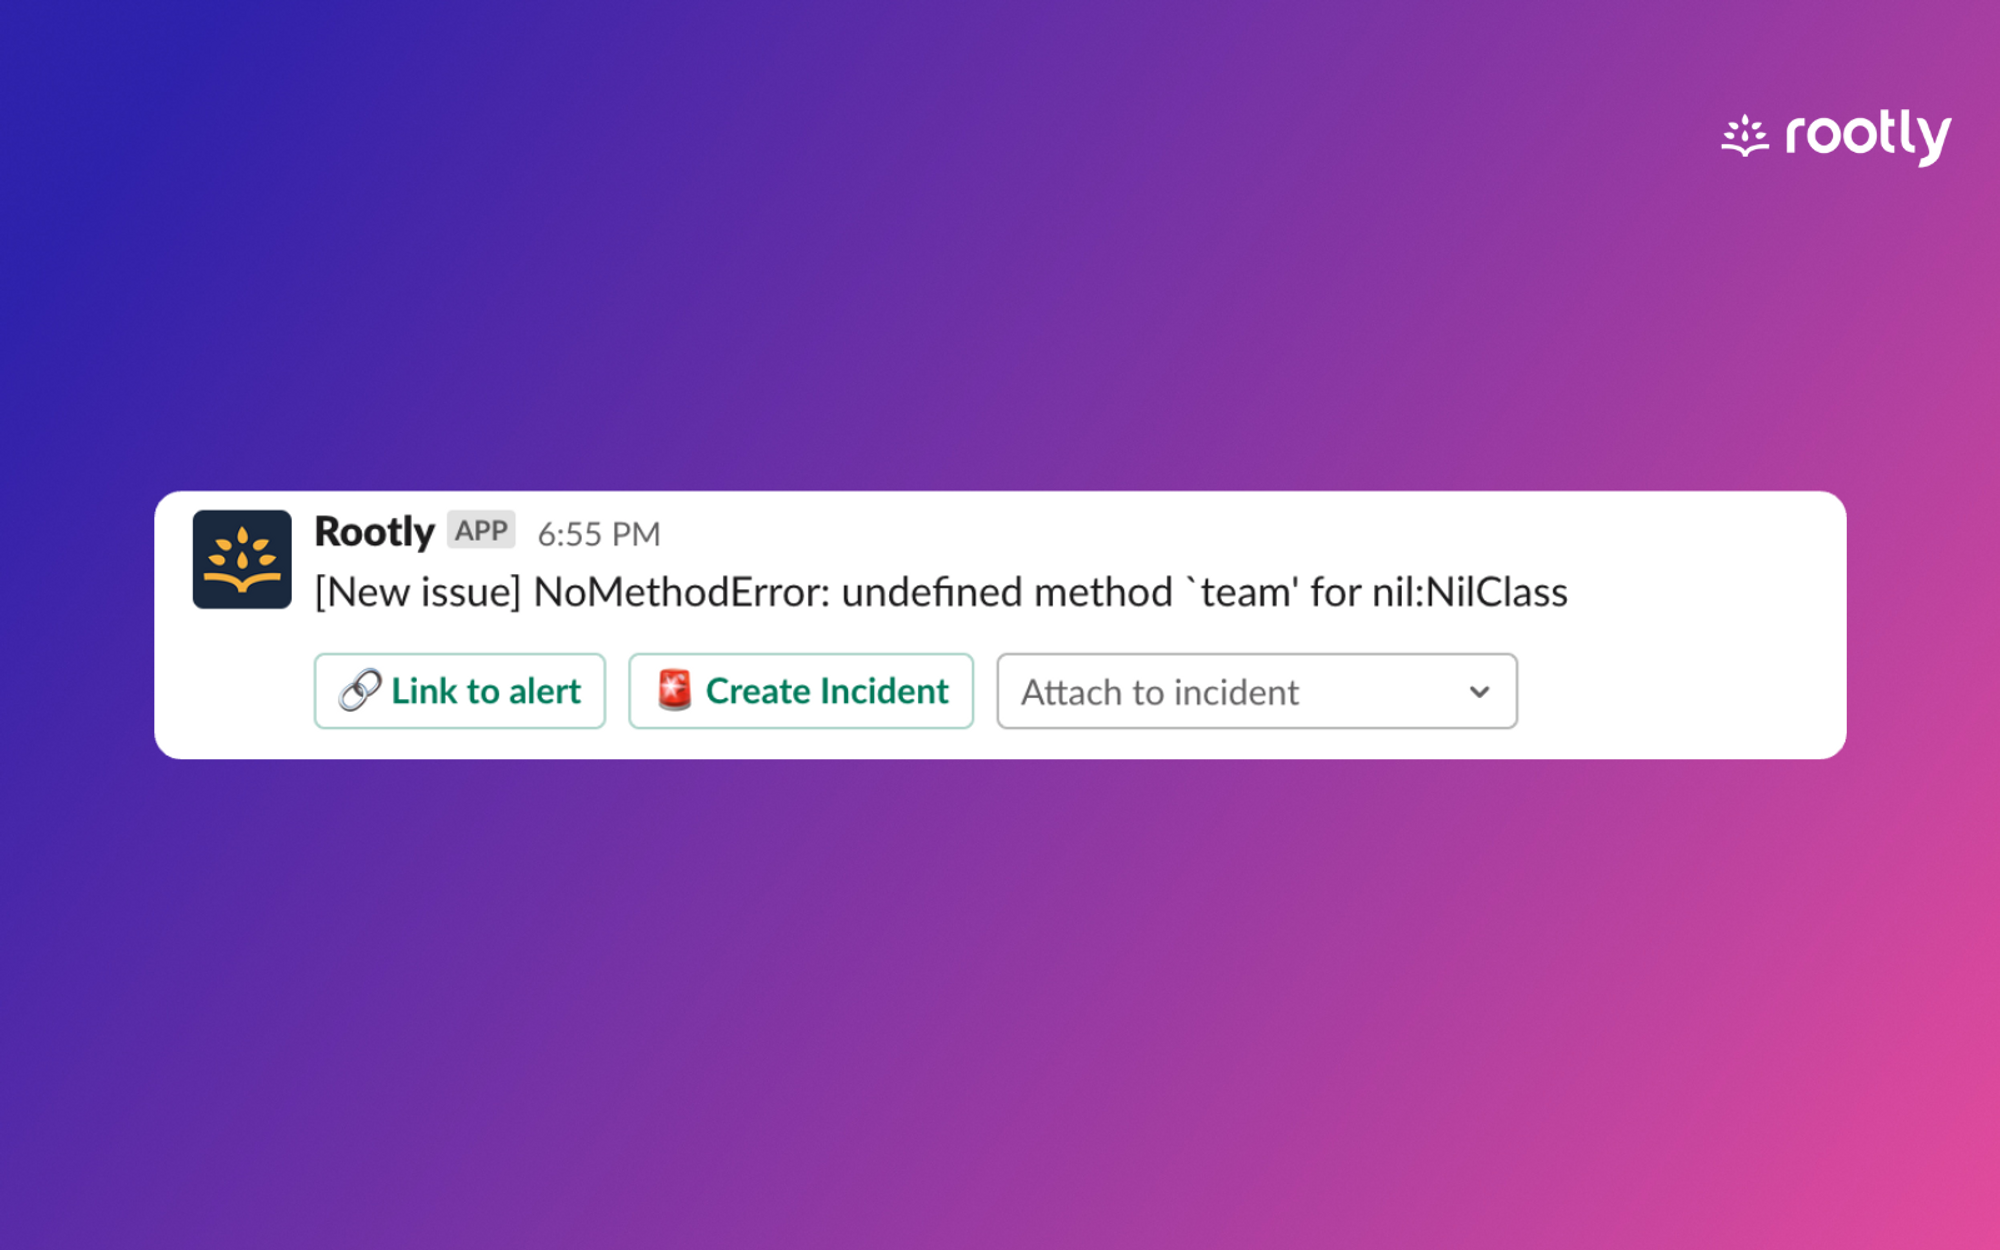 rootly
Rootly APP 6:55 PM
[New issue] NoMethodError: undefined method `team' for nil:NilClass
Link to alert Create Incident Attach to incident